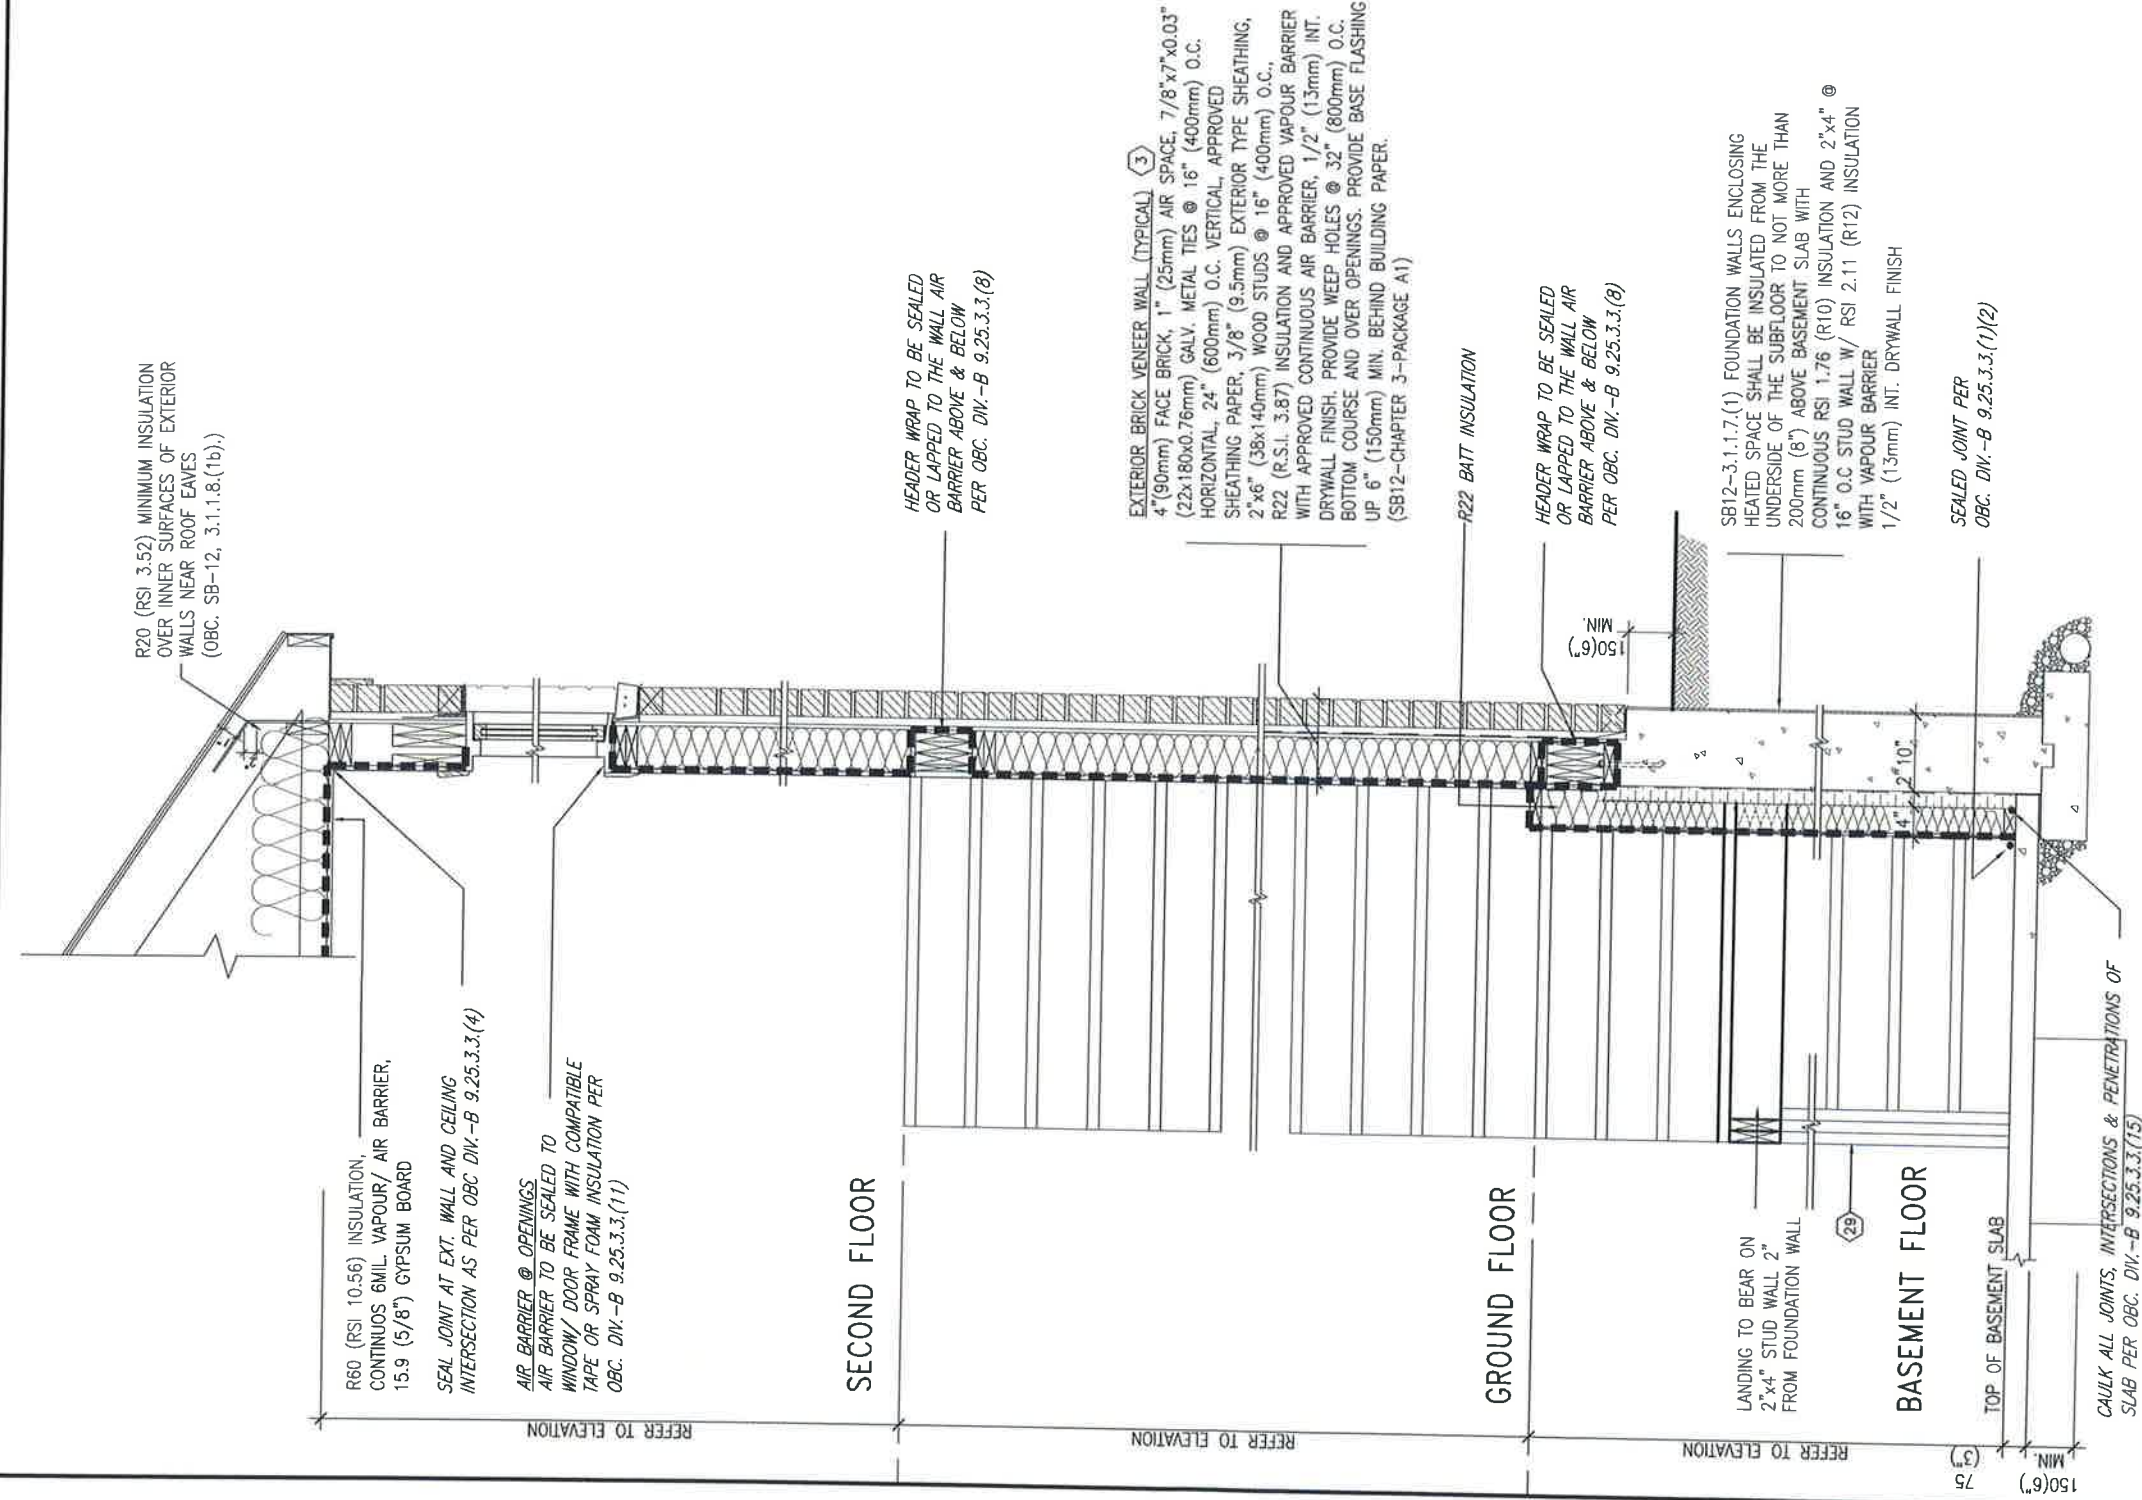 R20 (RSI 3.52) MINIMUM INSULATION
OVER INNER SURFACES OF EXTERIOR
WALLS NEAR ROOF EAVES
(OBC. SB-12, 3.1.1.8.(1b).)
R60 (RSI 10.56) INSULATION,
CONTINUOS 6MIL. VAPOUR/ AIR BARRIER,
15.9 (5/8") GYPSUM BOARD
SEAL JOINT AT EXT. WALL AND CEILING
INTERSECTION AS PER OBC DIV.-B 9.25.3.3.(4)
AIR BARRIER @ OPENINGS
AIR BARRIER TO BE SEALED TO
WINDOW/ DOOR FRAME WITH COMPATIBLE
TAPE OR SPRAY FOAM INSULATION PER
OBC. DIV.-B 9.25.3.3.(11)
REFER TO ELEVATION
SECOND FLOOR
HEADER WRAP TO BE SEALED
OR LAPPED TO THE WALL AIR
BARRIER ABOVE & BELOW
PER OBC. DIV.-B 9.25.3.3.(8)
EXTERIOR BRICK VENEER WALL (TYPICAL) 3
4"(90mm) FACE BRICK, 1" (25mm) AIR SPACE, 7/8"x7"x0.03"
(22x180x0.76mm) GALV. METAL TIES @ 16" (400mm) O.C.
HORIZONTAL, 24" (600mm) O.C. VERTICAL, APPROVED
SHEATHING PAPER, 3/8" (9.5mm) EXTERIOR TYPE SHEATHING,
2"x6" (38x140mm) WOOD STUDS @ 16" (400mm) O.C.,
R22 (R.S.I. 3.87) INSULATION AND APPROVED VAPOUR BARRIER
WITH APPROVED CONTINUOUS AIR BARRIER, 1/2" (13mm) INT.
DRYWALL FINISH. PROVIDE WEEP HOLES @ 32" (800mm) O.C.
BOTTOM COURSE AND OVER OPENINGS. PROVIDE BASE FLASHING
UP 6" (150mm) MIN. BEHIND BUILDING PAPER.
(SB12-CHAPTER 3-PACKAGE A1)
REFER TO ELEVATION
R22 BATT INSULATION
GROUND FLOOR
HEADER WRAP TO BE SEALED
OR LAPPED TO THE WALL AIR
BARRIER ABOVE & BELOW
PER OBC. DIV.-B 9.25.3.3.(8)
150(6")
MIN.
SB12-3.1.1.7.(1) FOUNDATION WALLS ENCLOSING
HEATED SPACE SHALL BE INSULATED FROM THE
UNDERSIDE OF THE SUBFLOOR TO NOT MORE THAN
200mm (8") ABOVE BASEMENT SLAB WITH
CONTINUOUS RSI 1.76 (R10) INSULATION AND 2"x4" @
16" O.C STUD WALL W/ RSI 2.11 (R12) INSULATION
WITH VAPOUR BARRIER
1/2" (13mm) INT. DRYWALL FINISH
LANDING TO BEAR ON
2"x4" STUD WALL 2"
FROM FOUNDATION WALL
29
4" 2" 10"
REFER TO ELEVATION
BASEMENT FLOOR
SEALED JOINT PER
OBC. DIV.-B 9.25.3.3.(1)(2)
TOP OF BASEMENT SLAB
75
(3")
150(6")
MIN.
CAULK ALL JOINTS, INTERSECTIONS & PENETRATIONS OF
SLAB PER OBC. DIV.-B 9.25.3.3.(15)